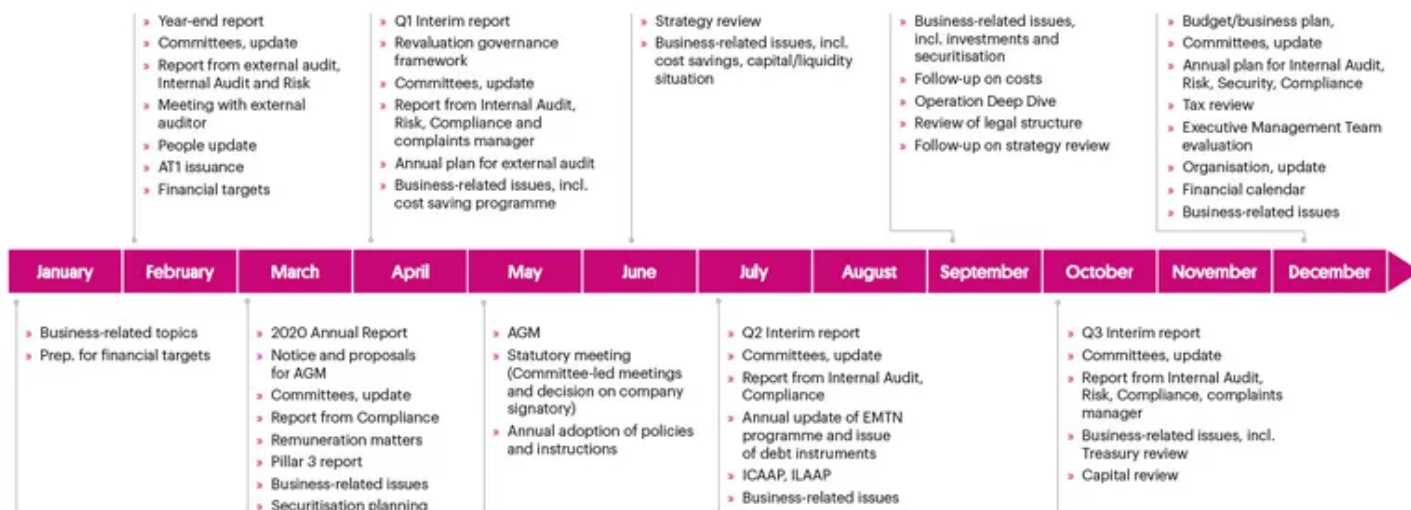 » Year-end report
» Committees, update
» Report from external audit,
Internal Audit and Risk
» Meeting with external
auditor
» People update
» AT1 issuance
» Financial targets
» Q1 Interim report
» Revaluation governance
framework
» Committees, update
» Report from Internal Audit,
Risk, Compliance and
complaints manager
» Annual plan for external audit
» Business-related issues, incl.
cost saving programme
» Strategy review
» Business-related issues, incl.
cost savings, capital/liquidity
situation
» Business-related issues,
incl. investments and
securitisation
» Follow-up on costs
» Operation Deep Dive
» Review of legal structure
» Follow-up on strategy review
» Budget/business plan,
» Committees, update
» Annual plan for Internal Audit,
Risk, Security, Compliance
» Tax review
» Executive Management Team
evaluation
» Organisation, update
» Financial calendar
» Business-related issues
January February March April May June July August September October November December
» Business-related topics
» Prep. for financial targets
» 2020 Annual Report
» Notice and proposals
for AGM
» Committees, update
» Report from Compliance
» Remuneration matters
» Pillar 3 report
» Business-related issues
» Securitisation planning
» AGM
» Statutory meeting
(Committee-led meetings
and decision on company
signatory)
» Annual adoption of policies
and instructions
» Q2 Interim report
» Committees, update
» Report from Internal Audit,
Compliance
» Annual update of EMTN
programme and issue
of debt instruments
» ICAAP, ILAAP
» Business-related issues
» Q3 Interim report
» Committees, update
» Report from Internal Audit,
Risk, Compliance, complaints
manager
» Business-related issues, incl.
Treasury review
» Capital review